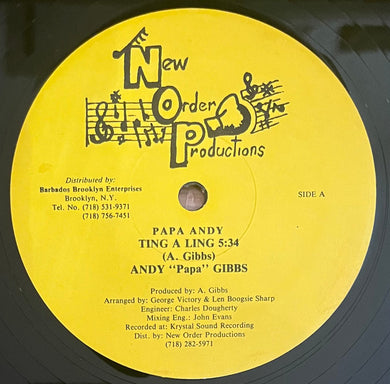 New
Order
Productions
Distributed by:
Barbados Brooklyn Enterprises
Brooklyn, N.Y.
Tel. No. (718) 531-9371
(718) 756-7451
SIDE A
PAPA ANDY
TING A LING 5:34
(A. Gibbs)
ANDY "Papa" GIBBS
Produced by: A. Gibbs
Arranged by: George Victory & Len Boogsie Sharp
Engineer: Charles Dougherty
Mixing Eng.: John Evans
Recorded at: Krystal Sound Recording
Dist. by: New Order Productions
(718) 282-5971